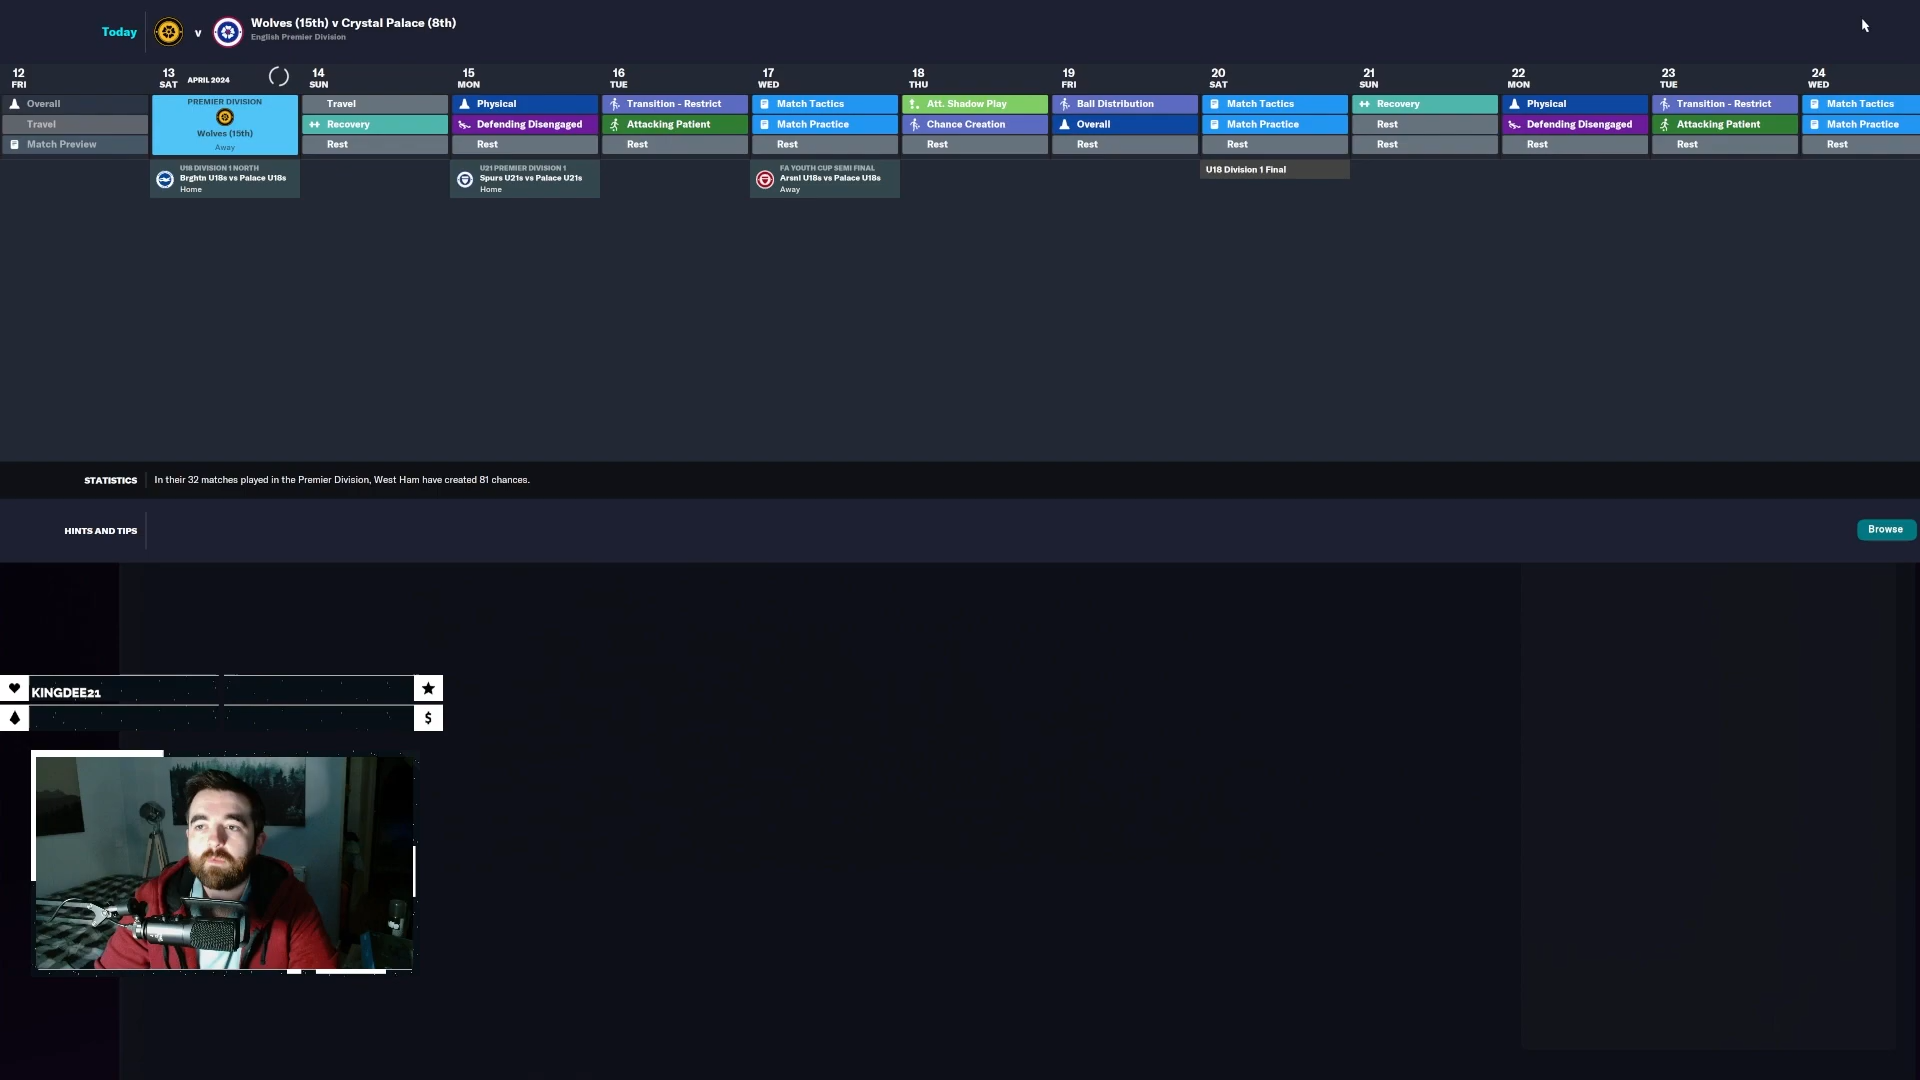 Today
v
Wolves (15th) v Crystal Palace (8th)
English Premier Division
12
FRI
13
SAT
APRIL 2024
14
SUN
15
MON
16
TUE
17
WED
18
THU
19
FRI
20
SAT
21
SUN
22
MON
23
TUE
24
WED
Overall
Travel
Match Preview
PREMIER DIVISION
Wolves (15th)
Away
Travel
Recovery
Rest
Physical
Defending Disengaged
Rest
Transition - Restrict
Attacking Patient
Rest
Match Tactics
Match Practice
Rest
Att. Shadow Play
Chance Creation
Rest
Ball Distribution
Overall
Rest
Match Tactics
Match Practice
Rest
Recovery
Rest
Rest
Physical
Defending Disengaged
Rest
Transition - Restrict
Attacking Patient
Rest
Match Tactics
Match Practice
Rest
U18 DIVISION 1 NORTH
Brghtn U18s vs Palace U18s
Home
U21 PREMIER DIVISION 1
Spurs U21s vs Palace U21s
Home
FA YOUTH CUP SEMI FINAL
Arsnl U18s vs Palace U18s
Away
U18 Division 1 Final
STATISTICS
In their 32 matches played in the Premier Division, West Ham have created 81 chances.
HINTS AND TIPS
Browse
KINGDEE21
$